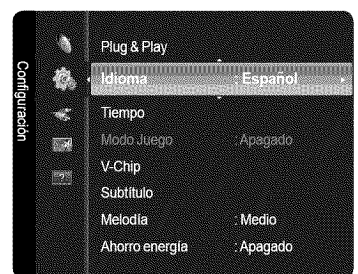 Configuración
Plug & Play
Idioma : Español
Tiempo
Modo Juego : Apagado
V-Chip
Subtítulo
Melodía : Medio
Ahorro energía : Apagado